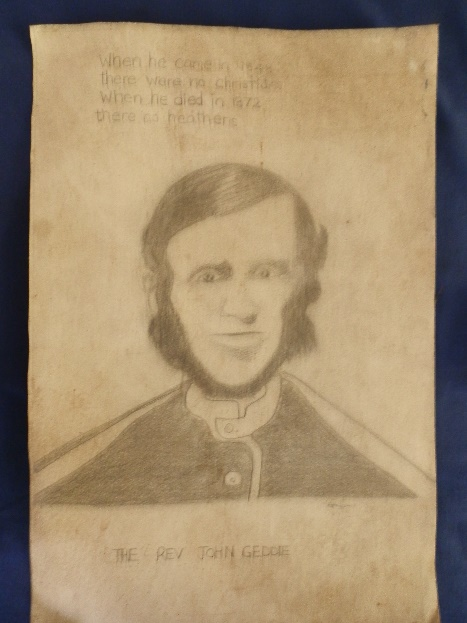 When he came in 1848
there were no Christians
When he died in 1872
there no heathens
THE REV JOHN GEDDIE